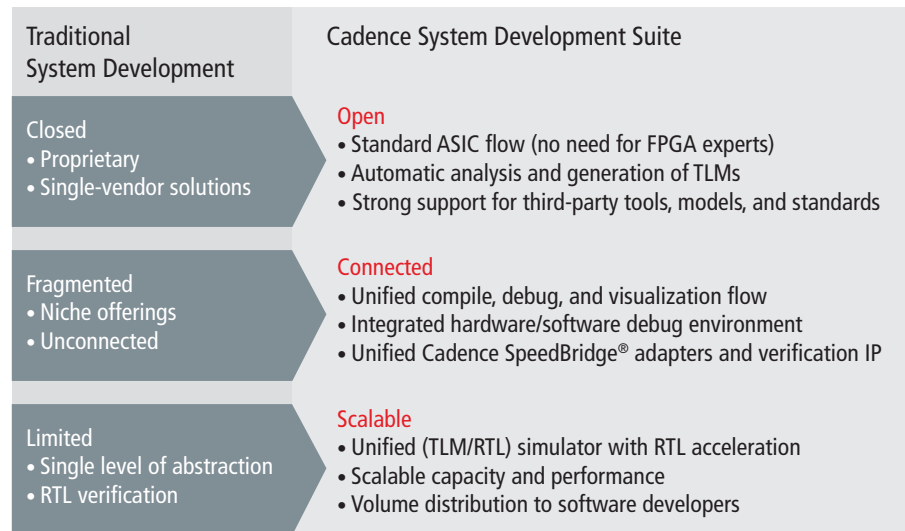 Traditional
System Development
Cadence System Development Suite
Closed
• Proprietary
• Single-vendor solutions
Open
• Standard ASIC flow (no need for FPGA experts)
• Automatic analysis and generation of TLMs
• Strong support for third-party tools, models, and standards
Fragmented
• Niche offerings
• Unconnected
Connected
• Unified compile, debug, and visualization flow
• Integrated hardware/software debug environment
• Unified Cadence SpeedBridge® adapters and verification IP
Limited
• Single level of abstraction
• RTL verification
Scalable
• Unified (TLM/RTL) simulator with RTL acceleration
• Scalable capacity and performance
• Volume distribution to software developers